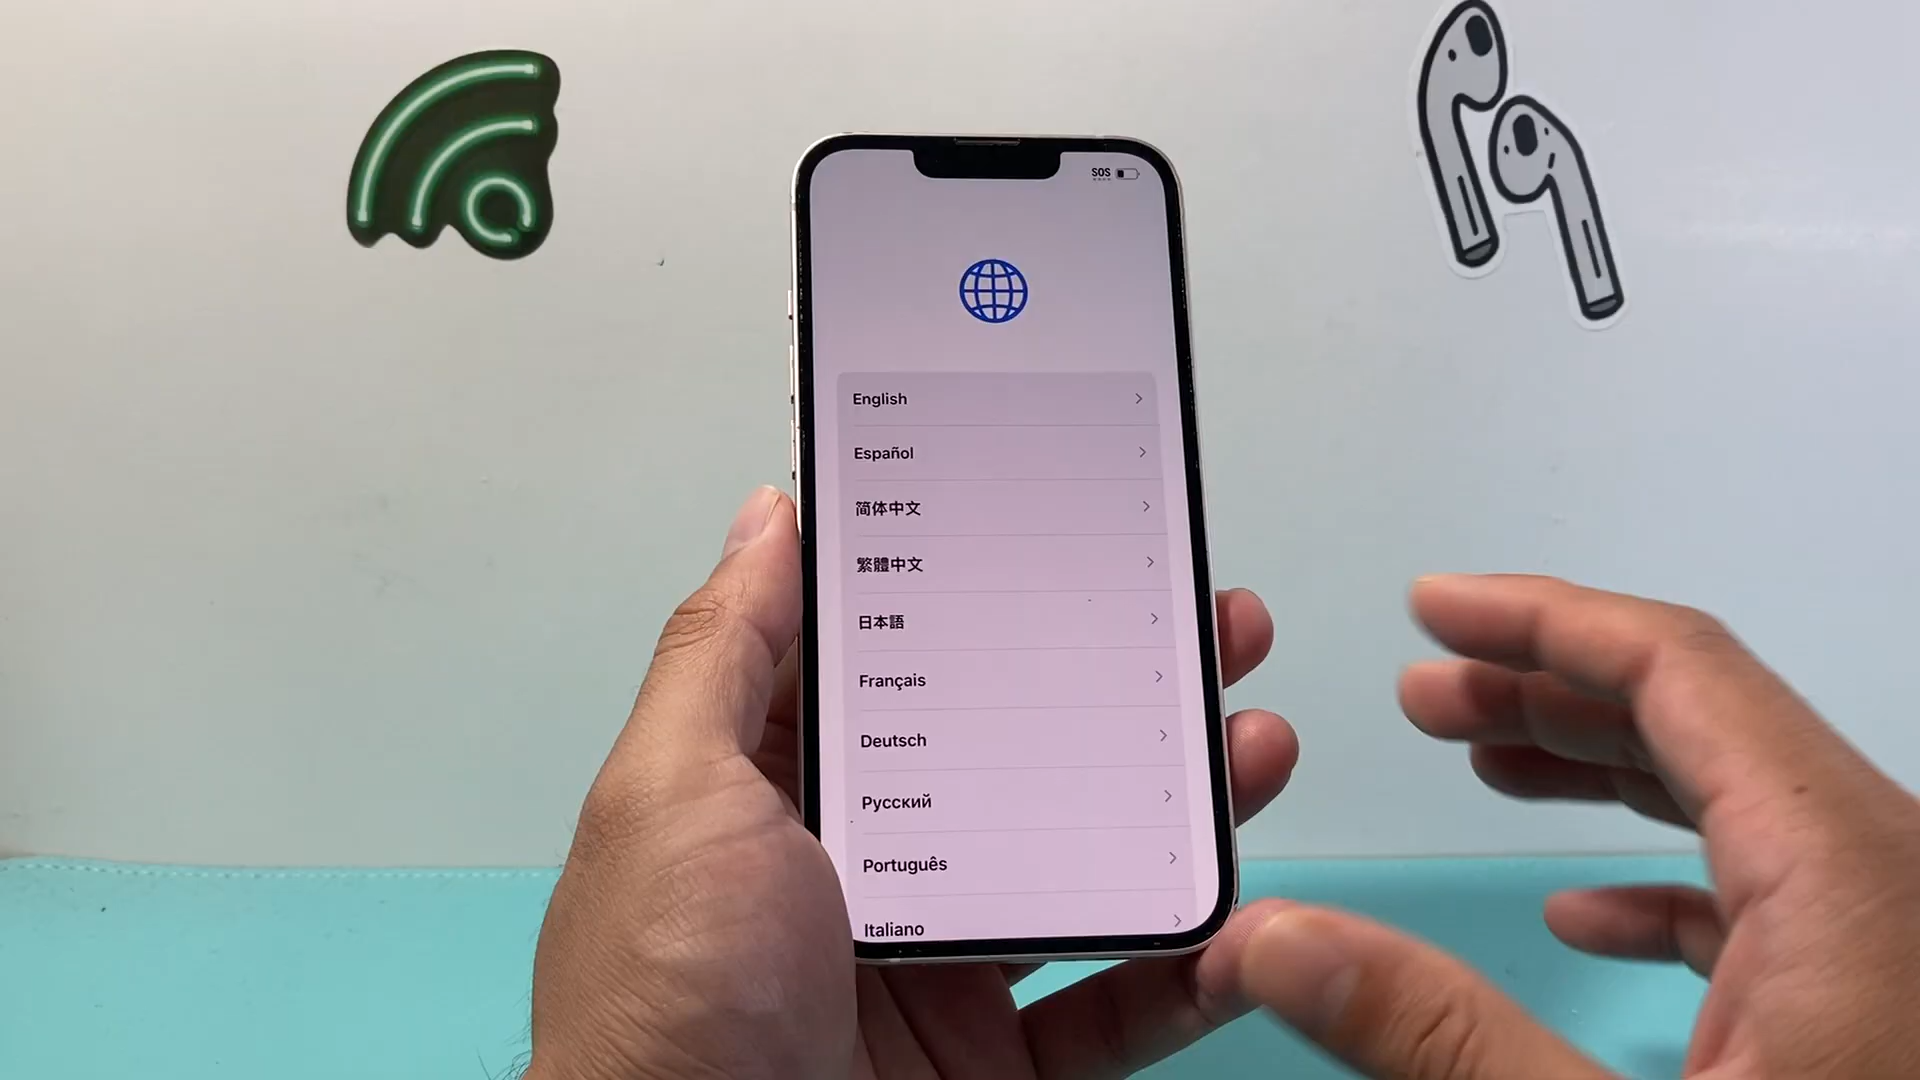 SOS
English
Español
简体中文
繁體中文
日本語
Français
Deutsch
Русский
Português
Italiano